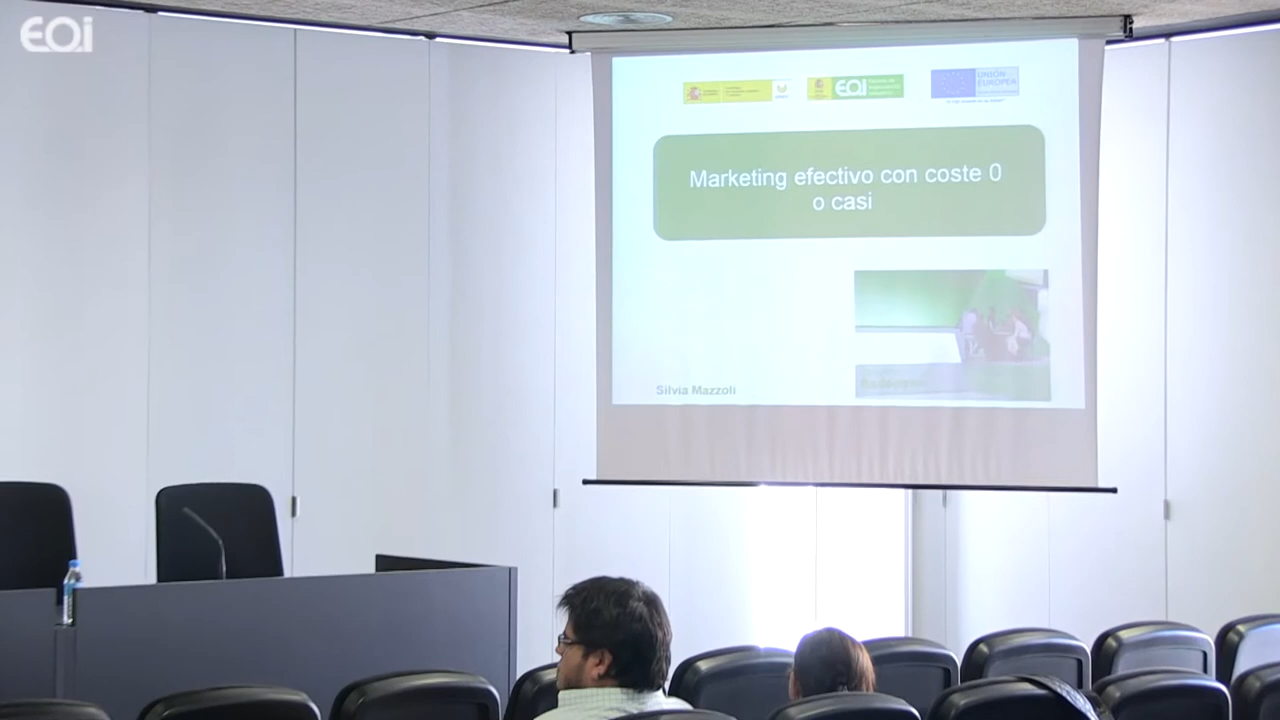 EOI
EOI
UNIÓN
EUROPEA
Marketing efectivo con coste 0
o casi
Silvia Mazzoli